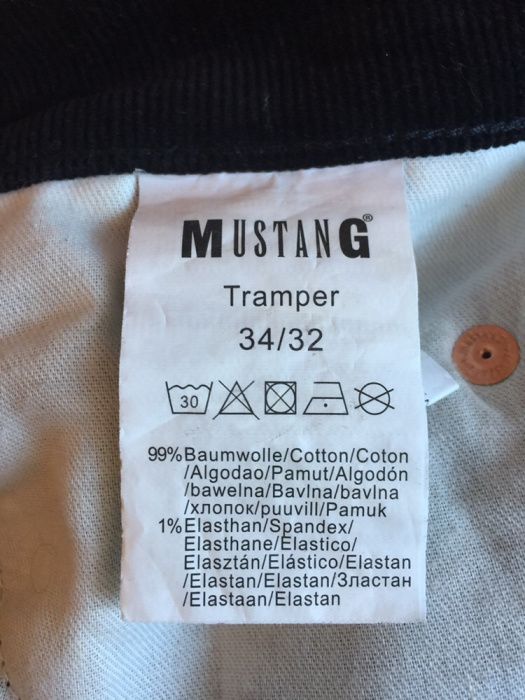 MUSTANG®
Tramper
34/32
30
99%Baumwolle/Cotton/Coton
/Algodao/Pamut/Algodón
/bawelna/Bavlna/bavlna
/хлопок/puuvill/Pamuk
1%Elasthan/Spandex/
Elasthane/Elastico/
Elasztán/Elástico/Elastan
/Elastan/Elastan/Эластан
/Elastaan/Elastan